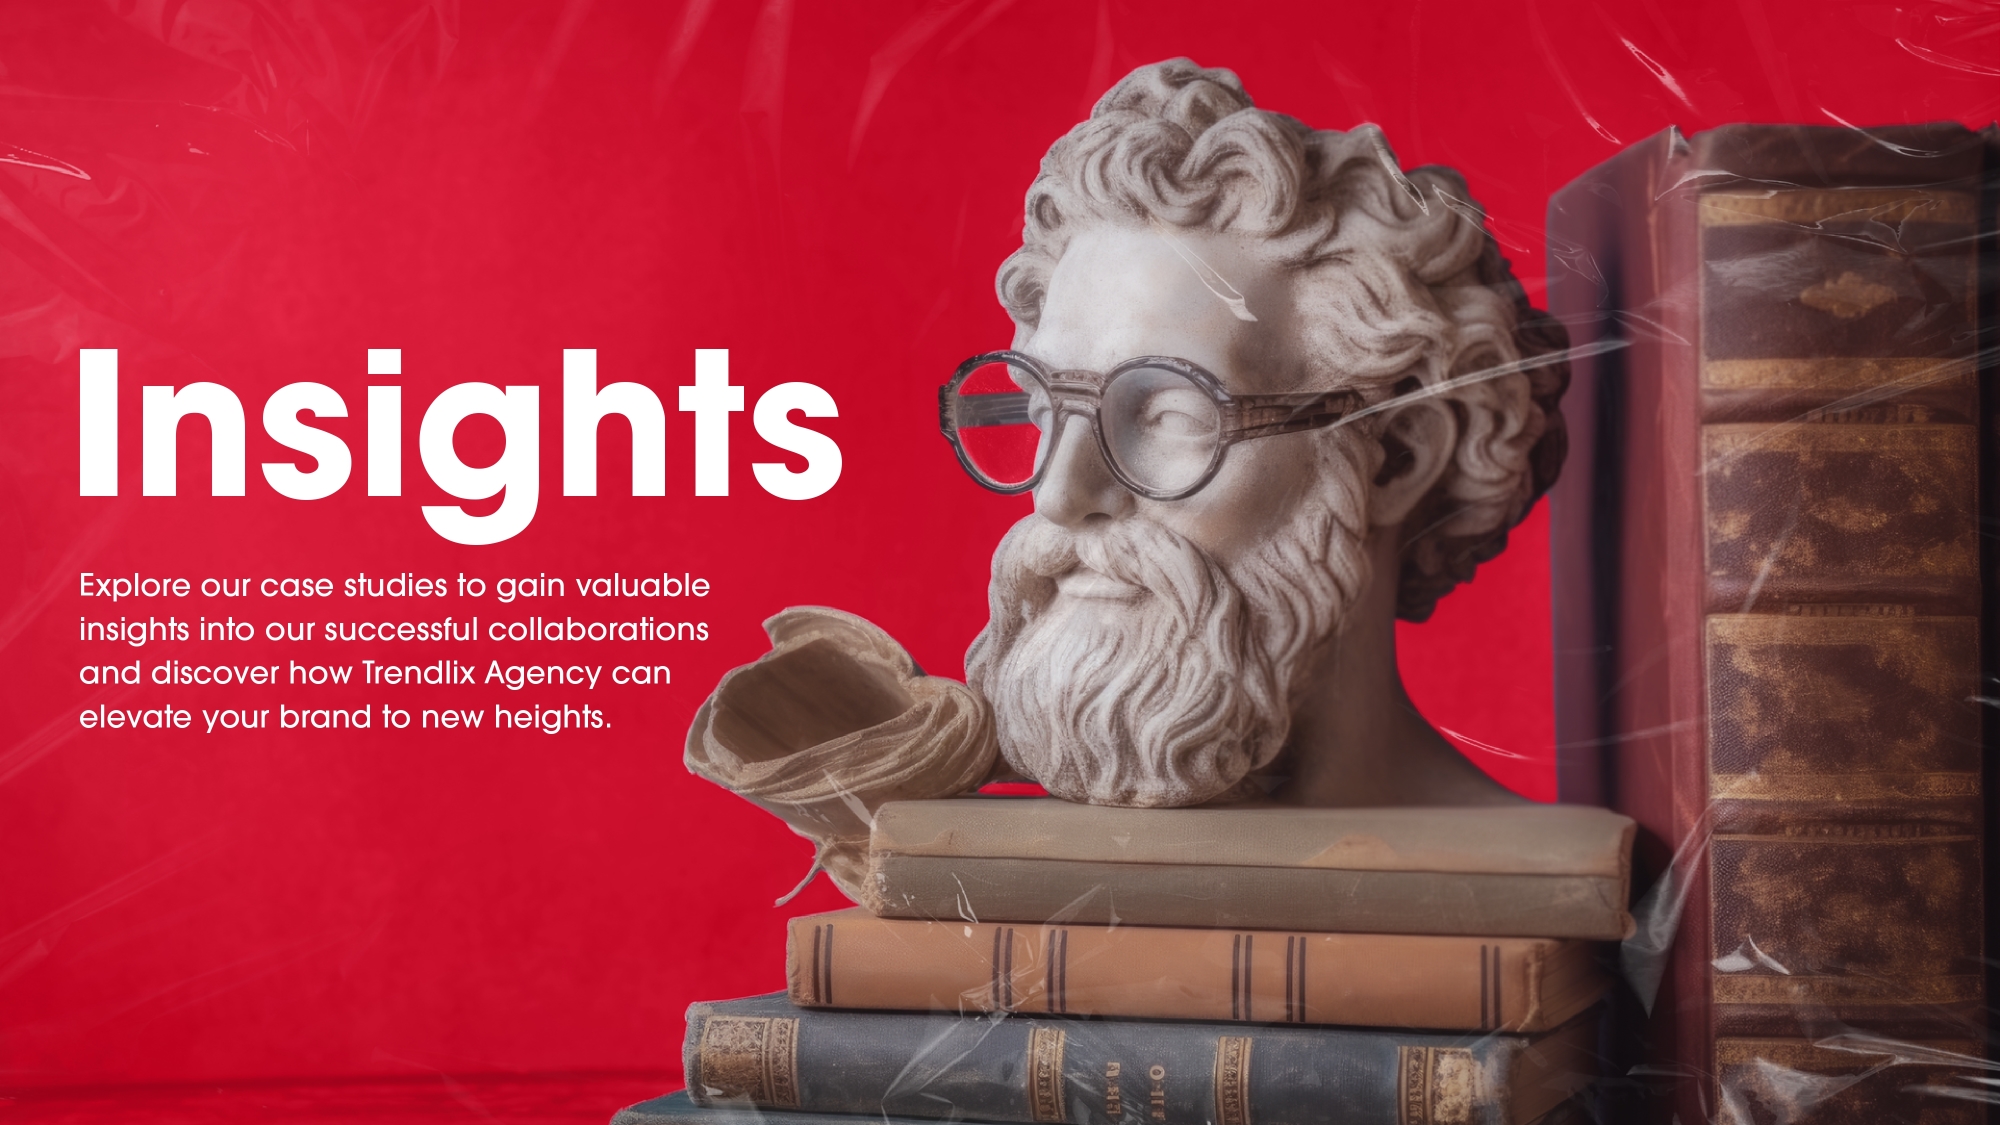 Insights
Explore our case studies to gain valuable
insights into our successful collaborations
and discover how Trendlix Agency can
elevate your brand to new heights.